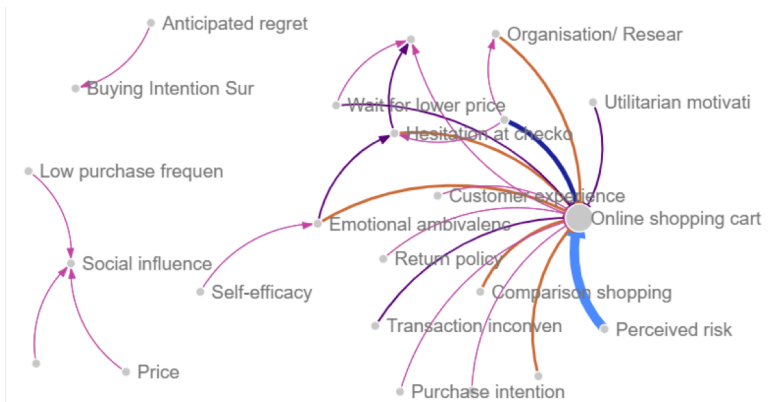 Anticipated regret
Organisation/ Resear
Buying Intention Sur
Utilitarian motivati
Wait for lower price
Hesitation at checko
Low purchase frequen
Customer experience
Online shopping cart
Emotional ambivalenc
Return policy
Social influence
Self-efficacy
Comparison shopping
Transaction inconven
Perceived risk
Price
Purchase intention